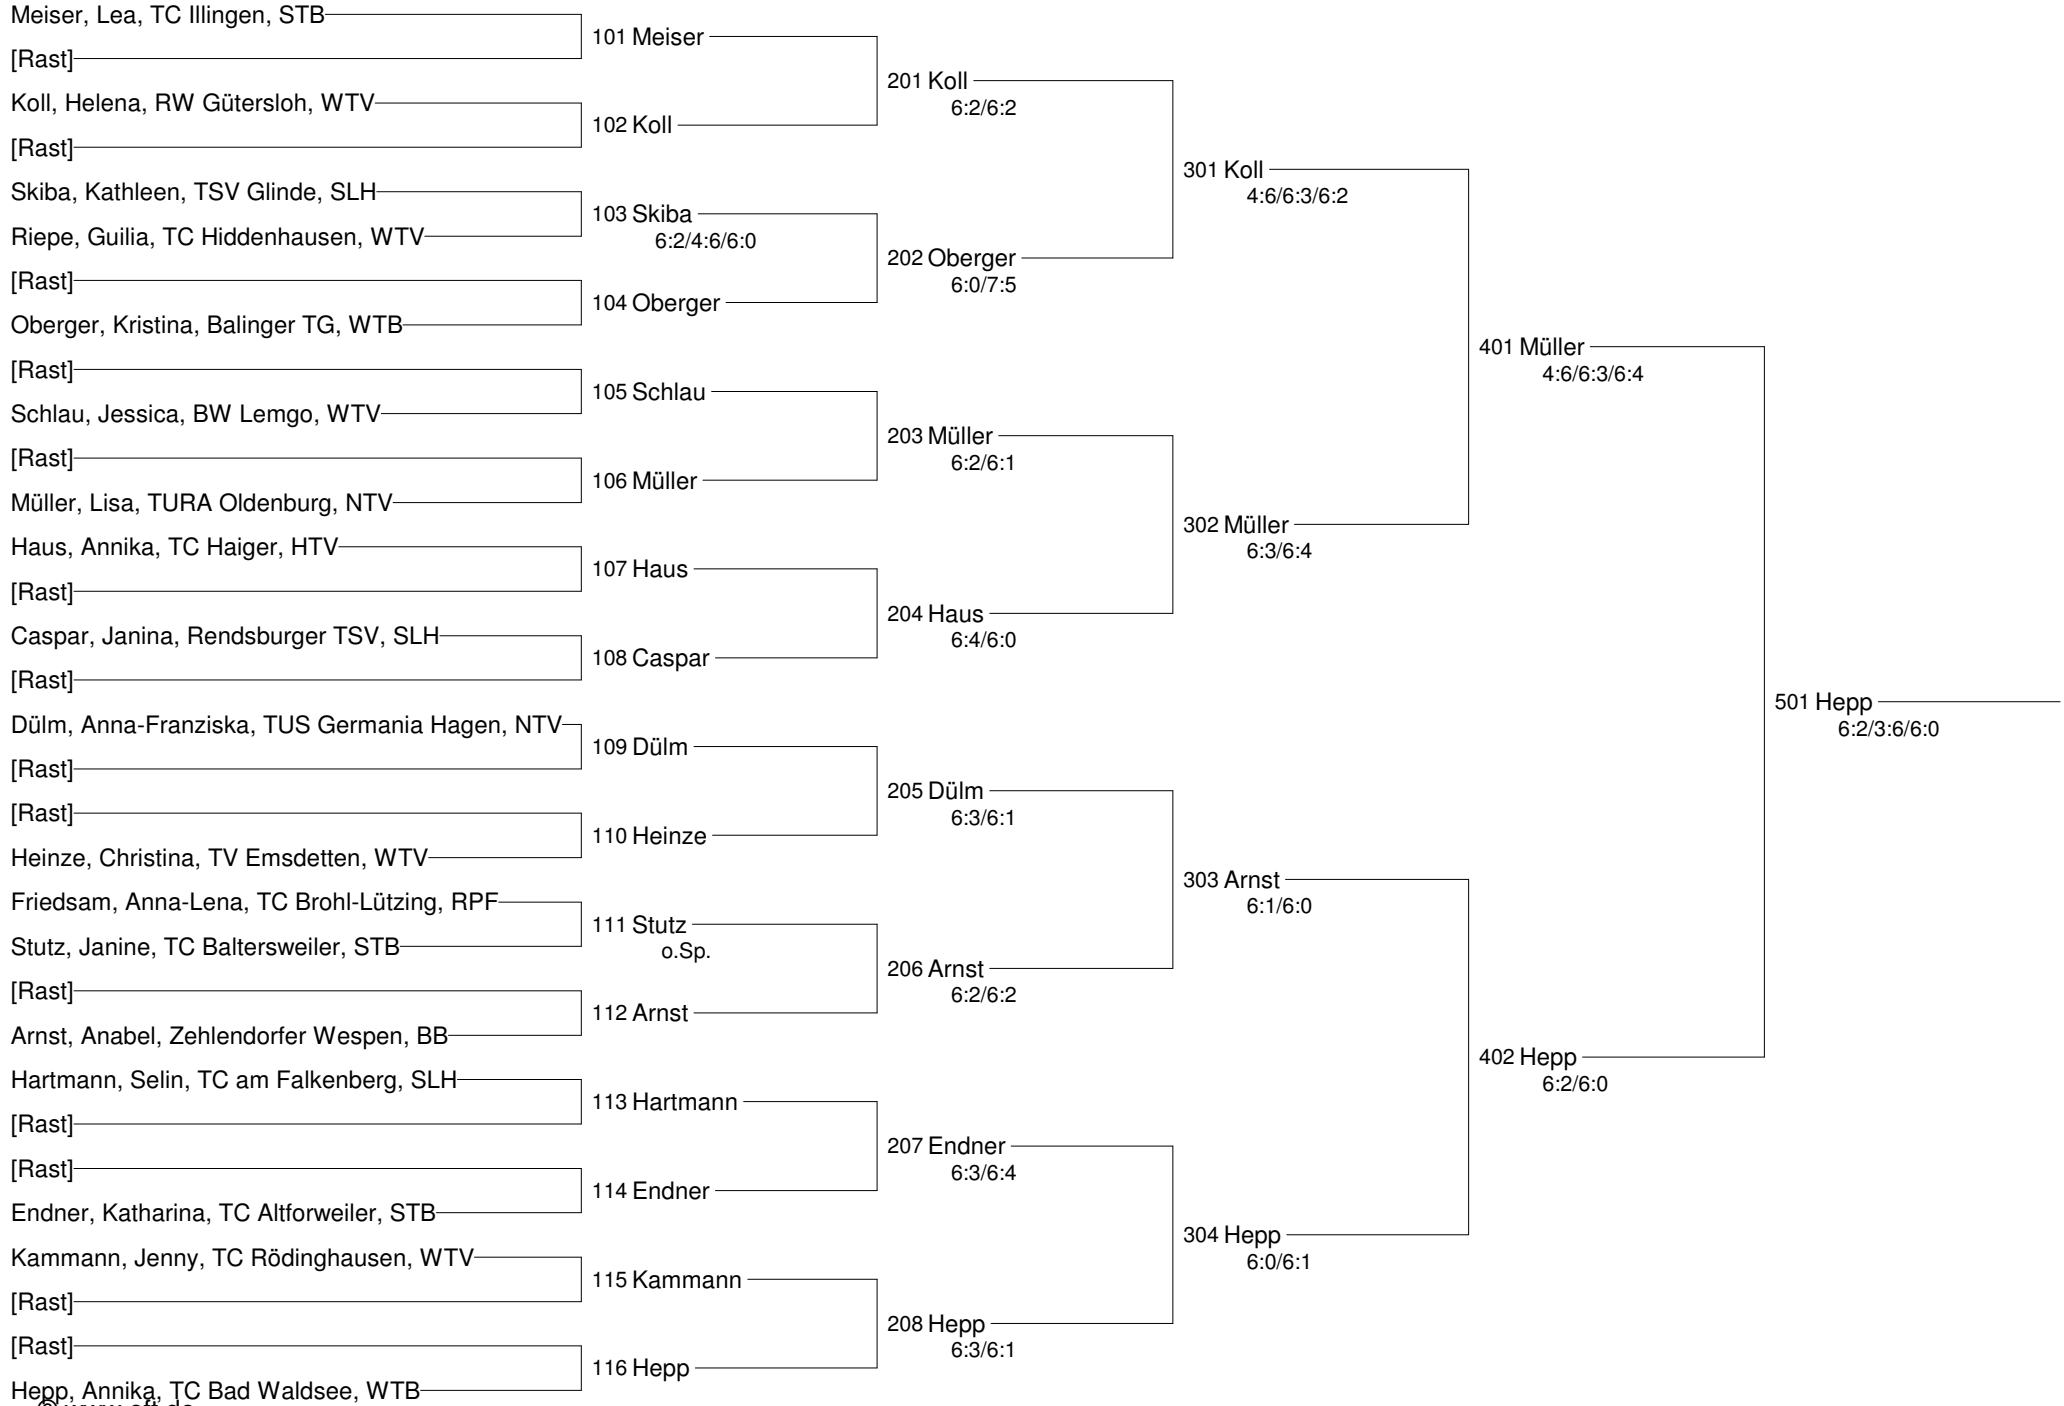 Meiser, Lea, TC Illingen, STB
[Rast]
Koll, Helena, RW Gütersloh, WTV
[Rast]
Skiba, Kathleen, TSV Glinde, SLH
Riepe, Guilia, TC Hiddenhausen, WTV
[Rast]
Oberger, Kristina, Balinger TG, WTB
[Rast]
Schlau, Jessica, BW Lemgo, WTV
[Rast]
Müller, Lisa, TURA Oldenburg, NTV
Haus, Annika, TC Haiger, HTV
[Rast]
Caspar, Janina, Rendsburger TSV, SLH
[Rast]
Dülm, Anna-Franziska, TUS Germania Hagen, NTV
[Rast]
[Rast]
Heinze, Christina, TV Emsdetten, WTV
Friedsam, Anna-Lena, TC Brohl-Lützing, RPF
Stutz, Janine, TC Baltersweiler, STB
[Rast]
Arnst, Anabel, Zehlendorfer Wespen, BB
Hartmann, Selin, TC am Falkenberg, SLH
[Rast]
[Rast]
Endner, Katharina, TC Altforweiler, STB
Kammann, Jenny, TC Rödinghausen, WTV
[Rast]
[Rast]
Hepp, Annika, TC Bad Waldsee, WTB
101 Meiser
102 Koll
103 Skiba
6:2/4:6/6:0
104 Oberger
105 Schlau
106 Müller
107 Haus
108 Caspar
109 Dülm
110 Heinze
111 Stutz
o.Sp.
112 Arnst
113 Hartmann
114 Endner
115 Kammann
116 Hepp
201 Koll
6:2/6:2
202 Oberger
6:0/7:5
203 Müller
6:2/6:1
204 Haus
6:4/6:0
205 Dülm
6:3/6:1
206 Arnst
6:2/6:2
207 Endner
6:3/6:4
208 Hepp
6:3/6:1
301 Koll
4:6/6:3/6:2
302 Müller
6:3/6:4
303 Arnst
6:1/6:0
304 Hepp
6:0/6:1
401 Müller
4:6/6:3/6:4
402 Hepp
6:2/6:0
501 Hepp
6:2/3:6/6:0